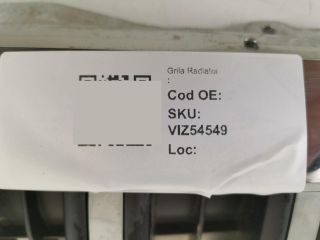 Grila Radiator
:
Cod OE:
SKU:
VIZ54549
Loc: